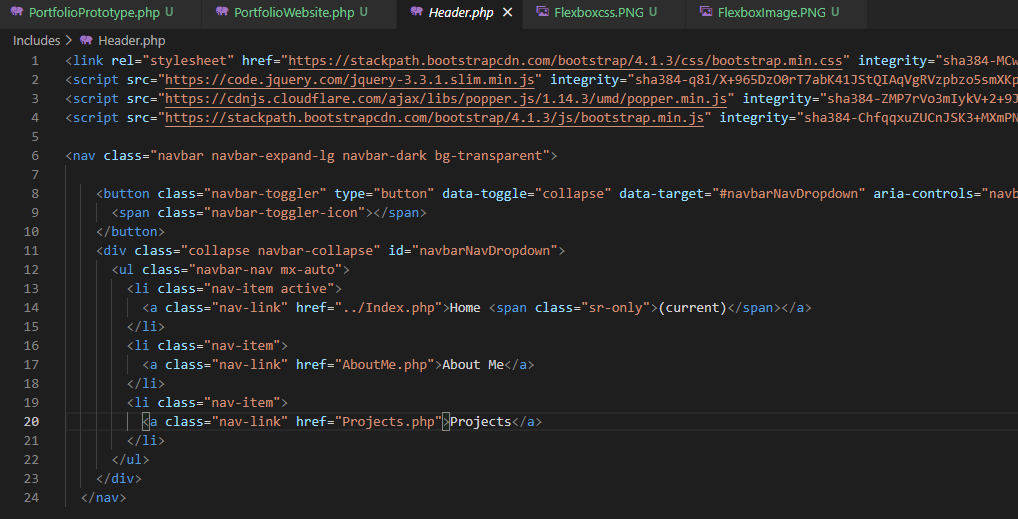 PortfolioPrototype.php U PortfolioWebsite.php U Header.php Flexboxcss.PNG U FlexboxImage.PNG U
Includes > Header.php
1 <link rel="stylesheet" href="https://stackpath.bootstrapcdn.com/bootstrap/4.1.3/css/bootstrap.min.css" integrity="sha384-MCw
2 <script src="https://code.jquery.com/jquery-3.3.1.slim.min.js" integrity="sha384-q8i/X+965DzO0rT7abK41JStQIAqVgRVzpbzo5smXKp
3 <script src="https://cdnjs.cloudflare.com/ajax/libs/popper.js/1.14.3/umd/popper.min.js" integrity="sha384-ZMP7rVo3mIykV+2+9J
4 <script src="https://stackpath.bootstrapcdn.com/bootstrap/4.1.3/js/bootstrap.min.js" integrity="sha384-ChfqqxuZUCnJSK3+MXmPN
5
6 <nav class="navbar navbar-expand-lg navbar-dark bg-transparent">
7
8 <button class="navbar-toggler" type="button" data-toggle="collapse" data-target="#navbarNavDropdown" aria-controls="navb
9 <span class="navbar-toggler-icon"></span>
10 </button>
11 <div class="collapse navbar-collapse" id="navbarNavDropdown">
12 <ul class="navbar-nav mx-auto">
13 <li class="nav-item active">
14 <a class="nav-link" href="../Index.php">Home <span class="sr-only">(current)</span></a>
15 </li>
16 <li class="nav-item">
17 <a class="nav-link" href="AboutMe.php">About Me</a>
18 </li>
19 <li class="nav-item">
20 <a class="nav-link" href="Projects.php">Projects</a>
21 </li>
22 </ul>
23 </div>
24 </nav>